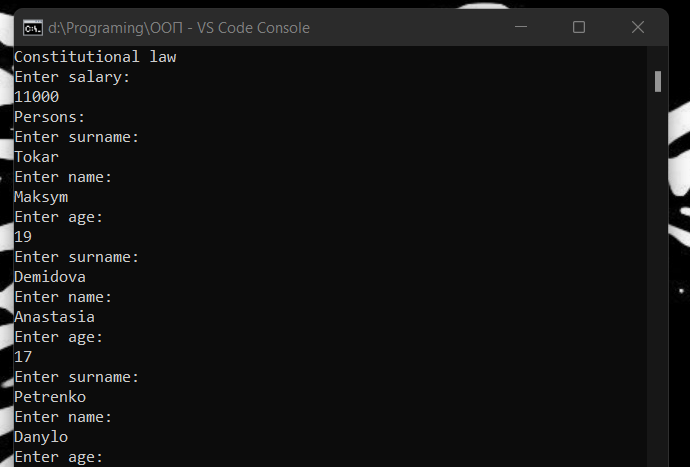 d:\Programing\ООП - VS Code Console
Constitutional law
Enter salary:
11000
Persons:
Enter surname:
Tokar
Enter name:
Maksym
Enter age:
19
Enter surname:
Demidova
Enter name:
Anastasia
Enter age:
17
Enter surname:
Petrenko
Enter name:
Danylo
Enter age: